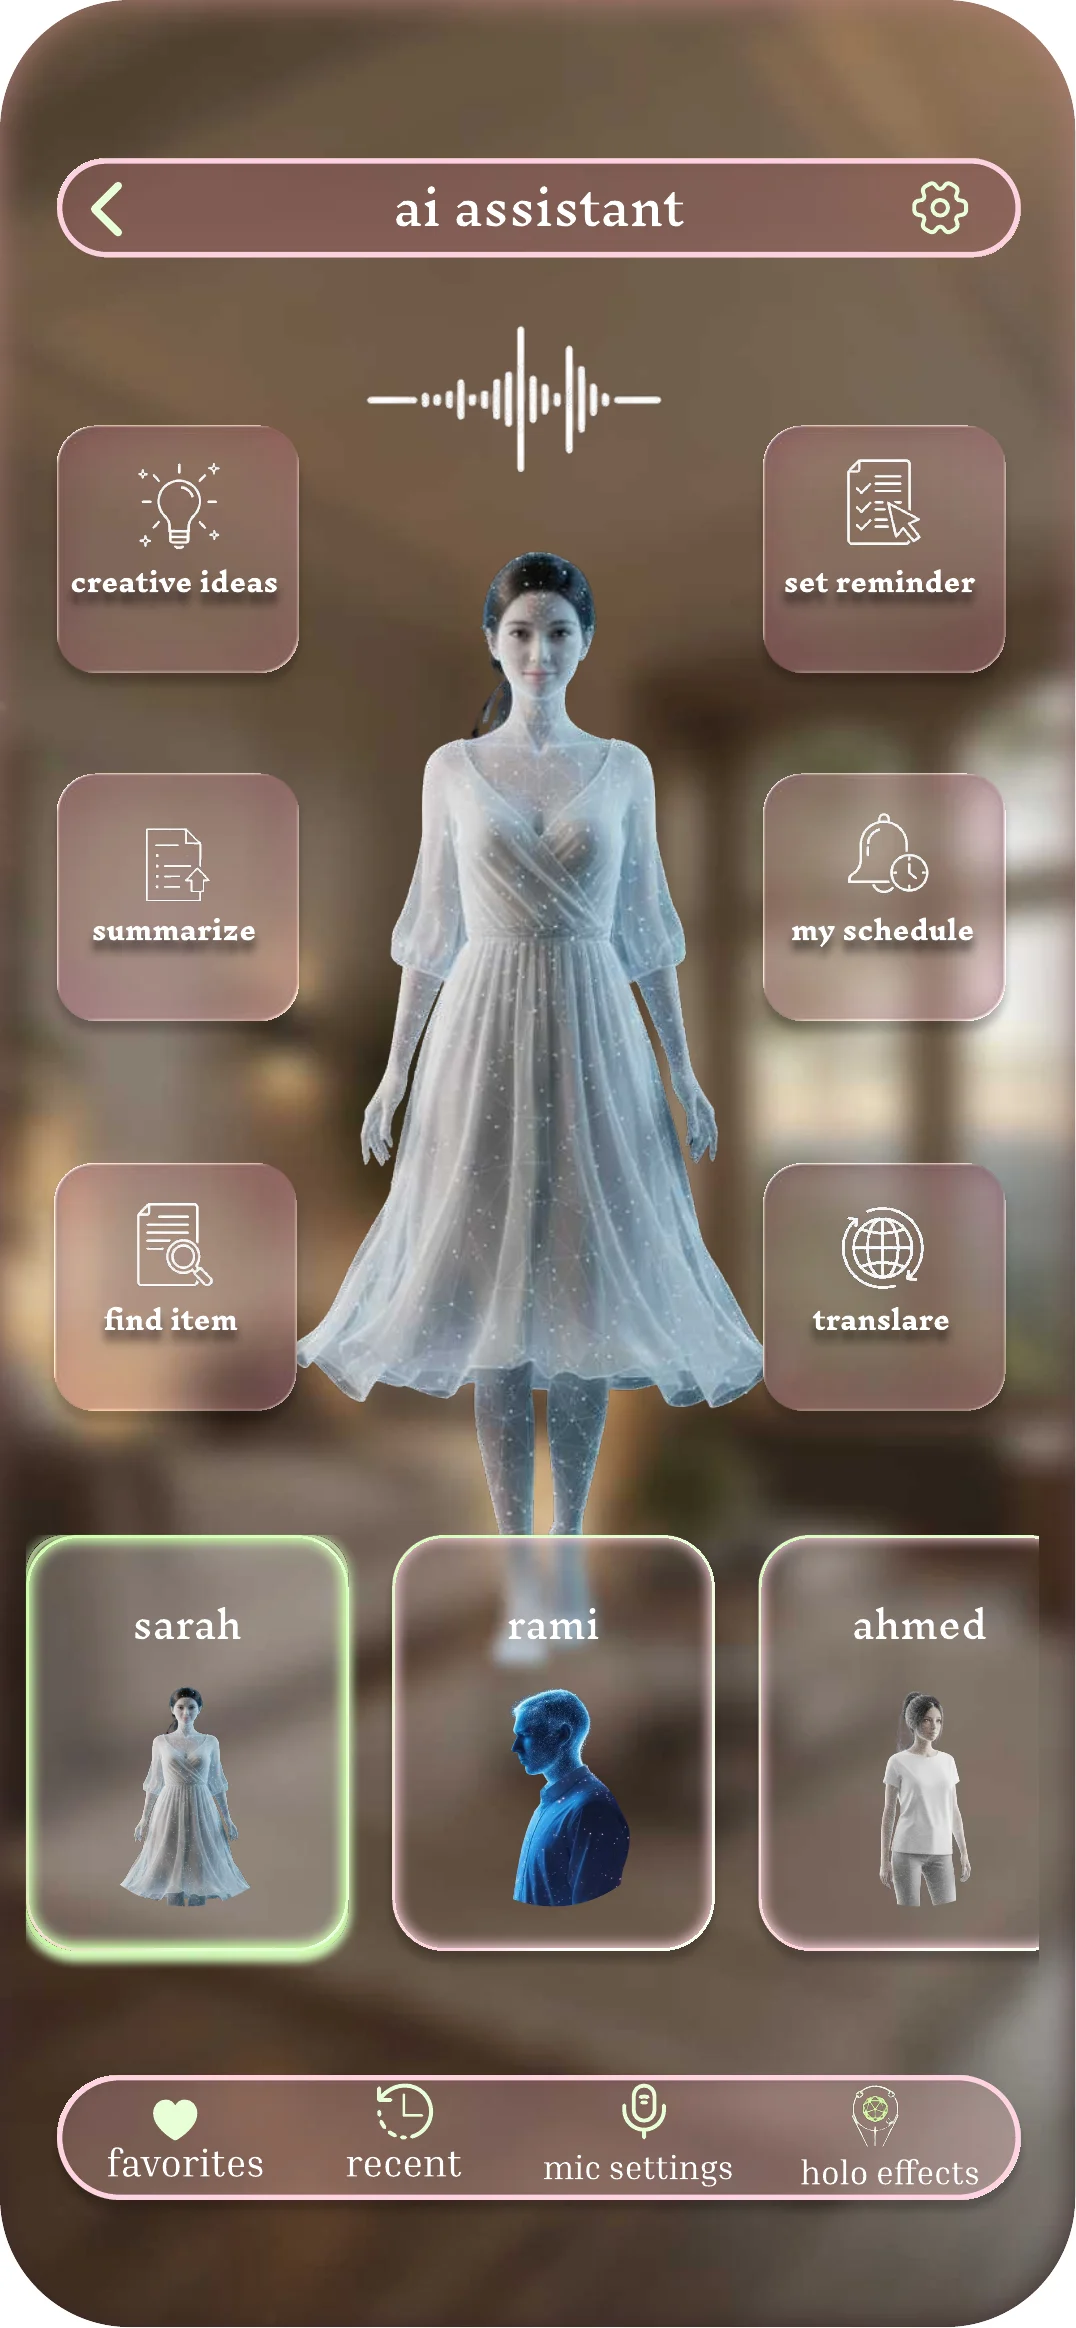 ai assistant
creative ideas
set reminder
summarize
my schedule
find item
translare
sarah
rami
ahmed
favorites
recent
mic settings
holo effects